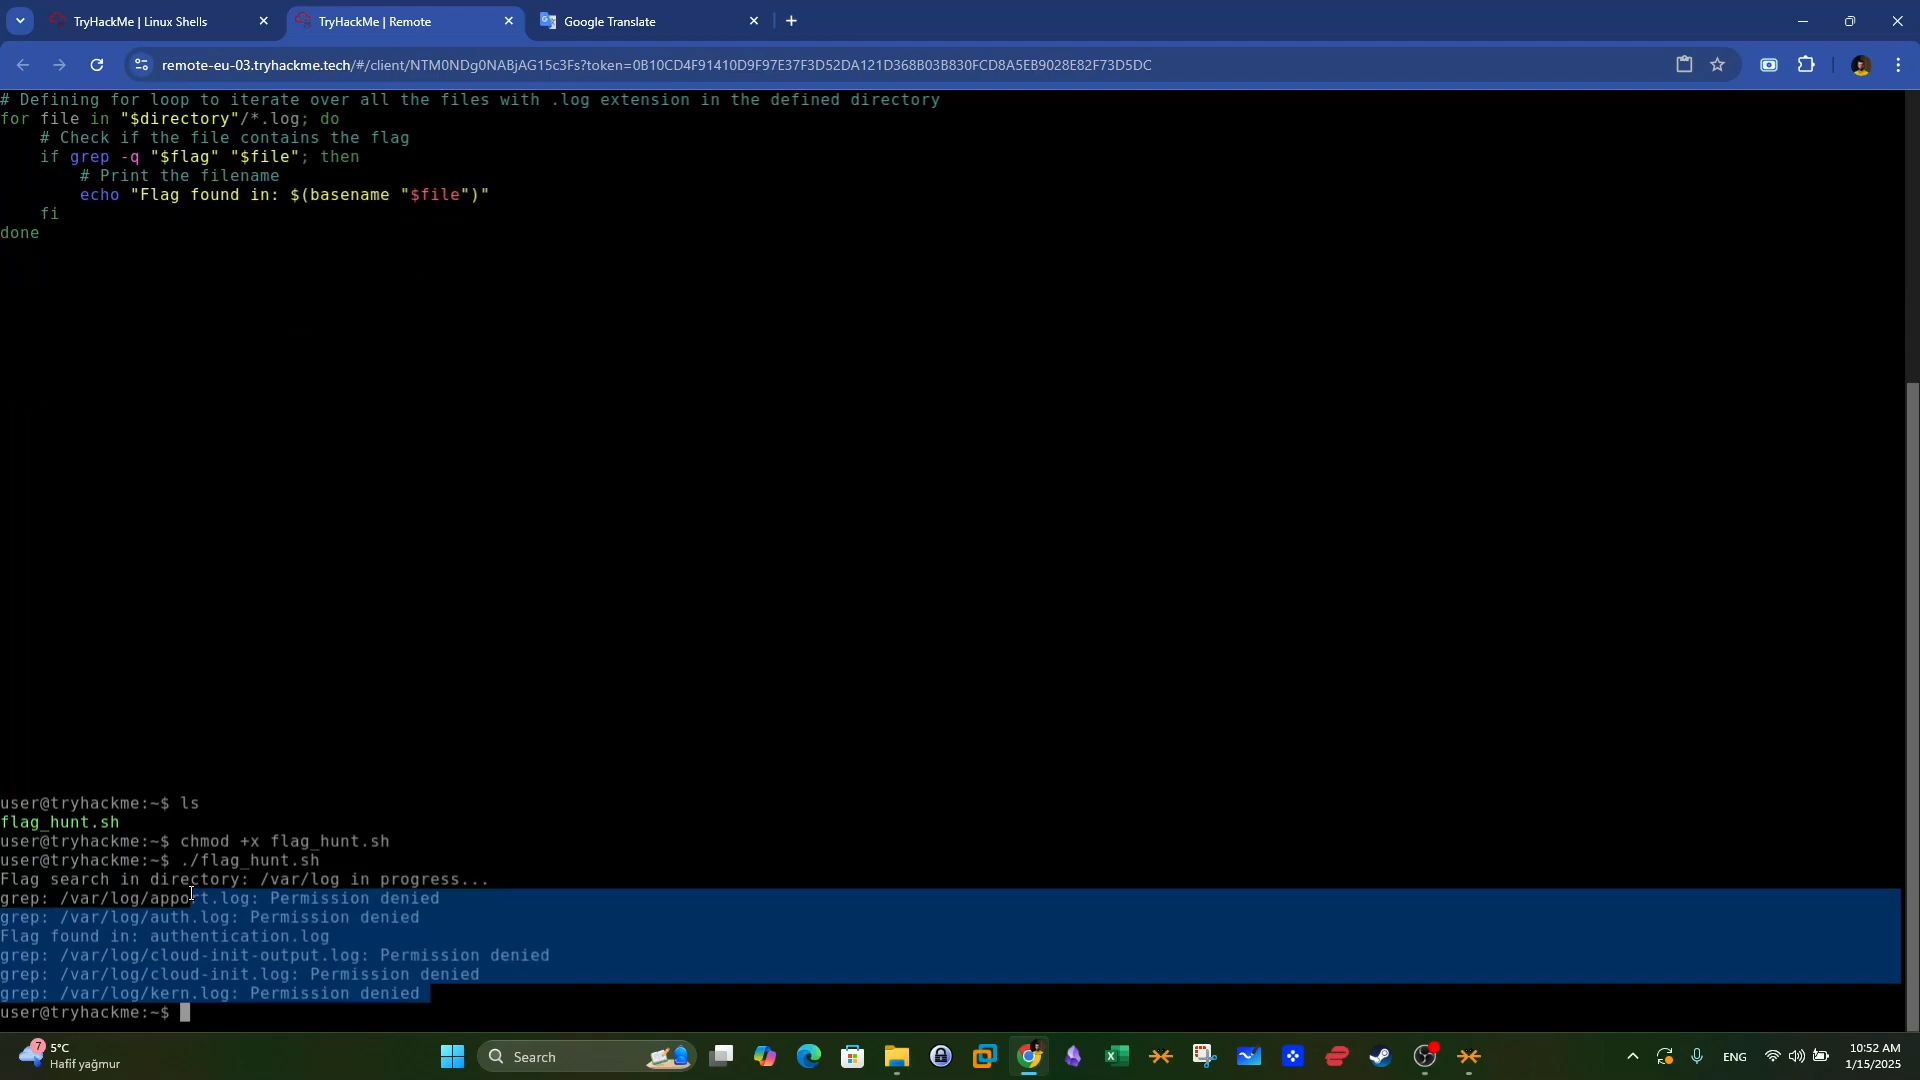 TryHackMe | Linux Shells
TryHackMe | Remote
Google Translate
remote-eu-03.tryhackme.tech/#/client/NTM0NDg0NABjAG15c3Fs?token=0B10CD4F91410D9F97E37F3D52DA121D368B03B830FCD8A5EB9028E82F73D5DC
# Defining for loop to iterate over all the files with .log extension in the defined directory
for file in "$directory"/*.log; do
    # Check if the file contains the flag
    if grep -q "$flag" "$file"; then
        # Print the filename
        echo "Flag found in: $(basename "$file")"
    fi
done
user@tryhackme:~$ ls
flag_hunt.sh
user@tryhackme:~$ chmod +x flag_hunt.sh
user@tryhackme:~$ ./flag_hunt.sh
Flag search in directory: /var/log in progress...
grep: /var/log/apport.log: Permission denied
grep: /var/log/auth.log: Permission denied
Flag found in: authentication.log
grep: /var/log/cloud-init-output.log: Permission denied
grep: /var/log/cloud-init.log: Permission denied
grep: /var/log/kern.log: Permission denied
user@tryhackme:~$
7
5°C
Hafif yağmur
Search
ENG
10:52 AM
1/15/2025